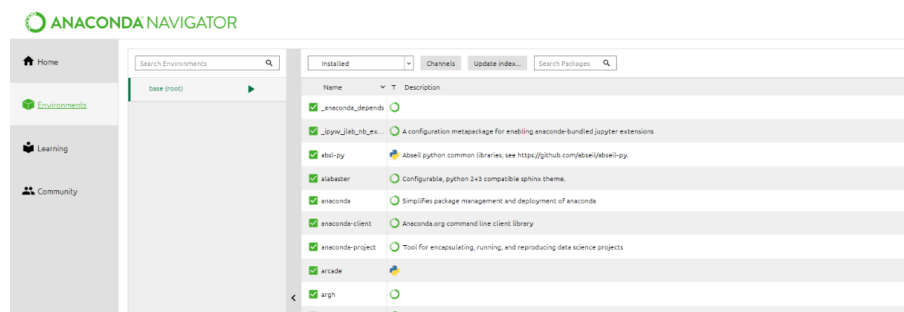 ANACONDA NAVIGATOR
Home
Environments
Learning
Community
Search Environments
base (root)
Installed
Channels
Update index...
Search Packages
Name
T
Description
_anaconda_depends
_ipyw_jlab_nb_ex... A configuration metapackage for enabling anaconda-bundled jupyter extensions
absl-py Abseil python common libraries, see https://github.com/abseil/abseil-py.
alabaster Configurable, python 2+3 compatible sphinx theme.
anaconda Simplifies package management and deployment of anaconda
anaconda-client Anaconda.org command line client library
anaconda-project Tool for encapsulating, running, and reproducing data science projects
arcade
argh